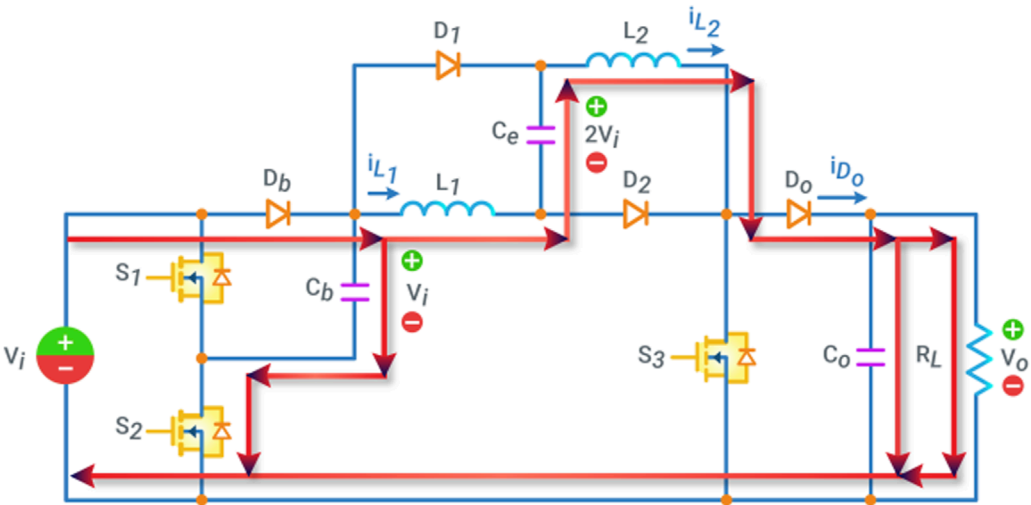 D1
L2
iL2
Ce
+
2Vi
−
Db
iL1
L1
D2
Do
iDo
S1
Cb
+
Vi
−
Vi
+
−
S3
Co
RL
+
Vo
−
S2